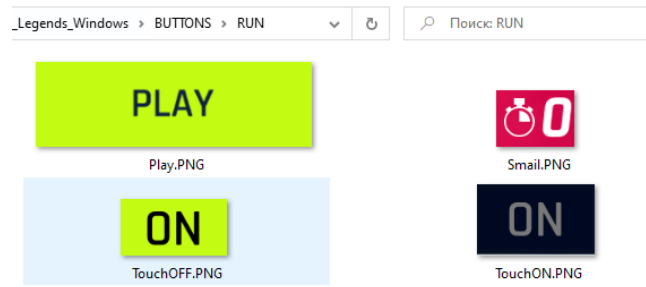 _Legends_Windows > BUTTONS > RUN
Поиск: RUN
PLAY
0
Play.PNG
Smail.PNG
ON
ON
TouchOFF.PNG
TouchON.PNG